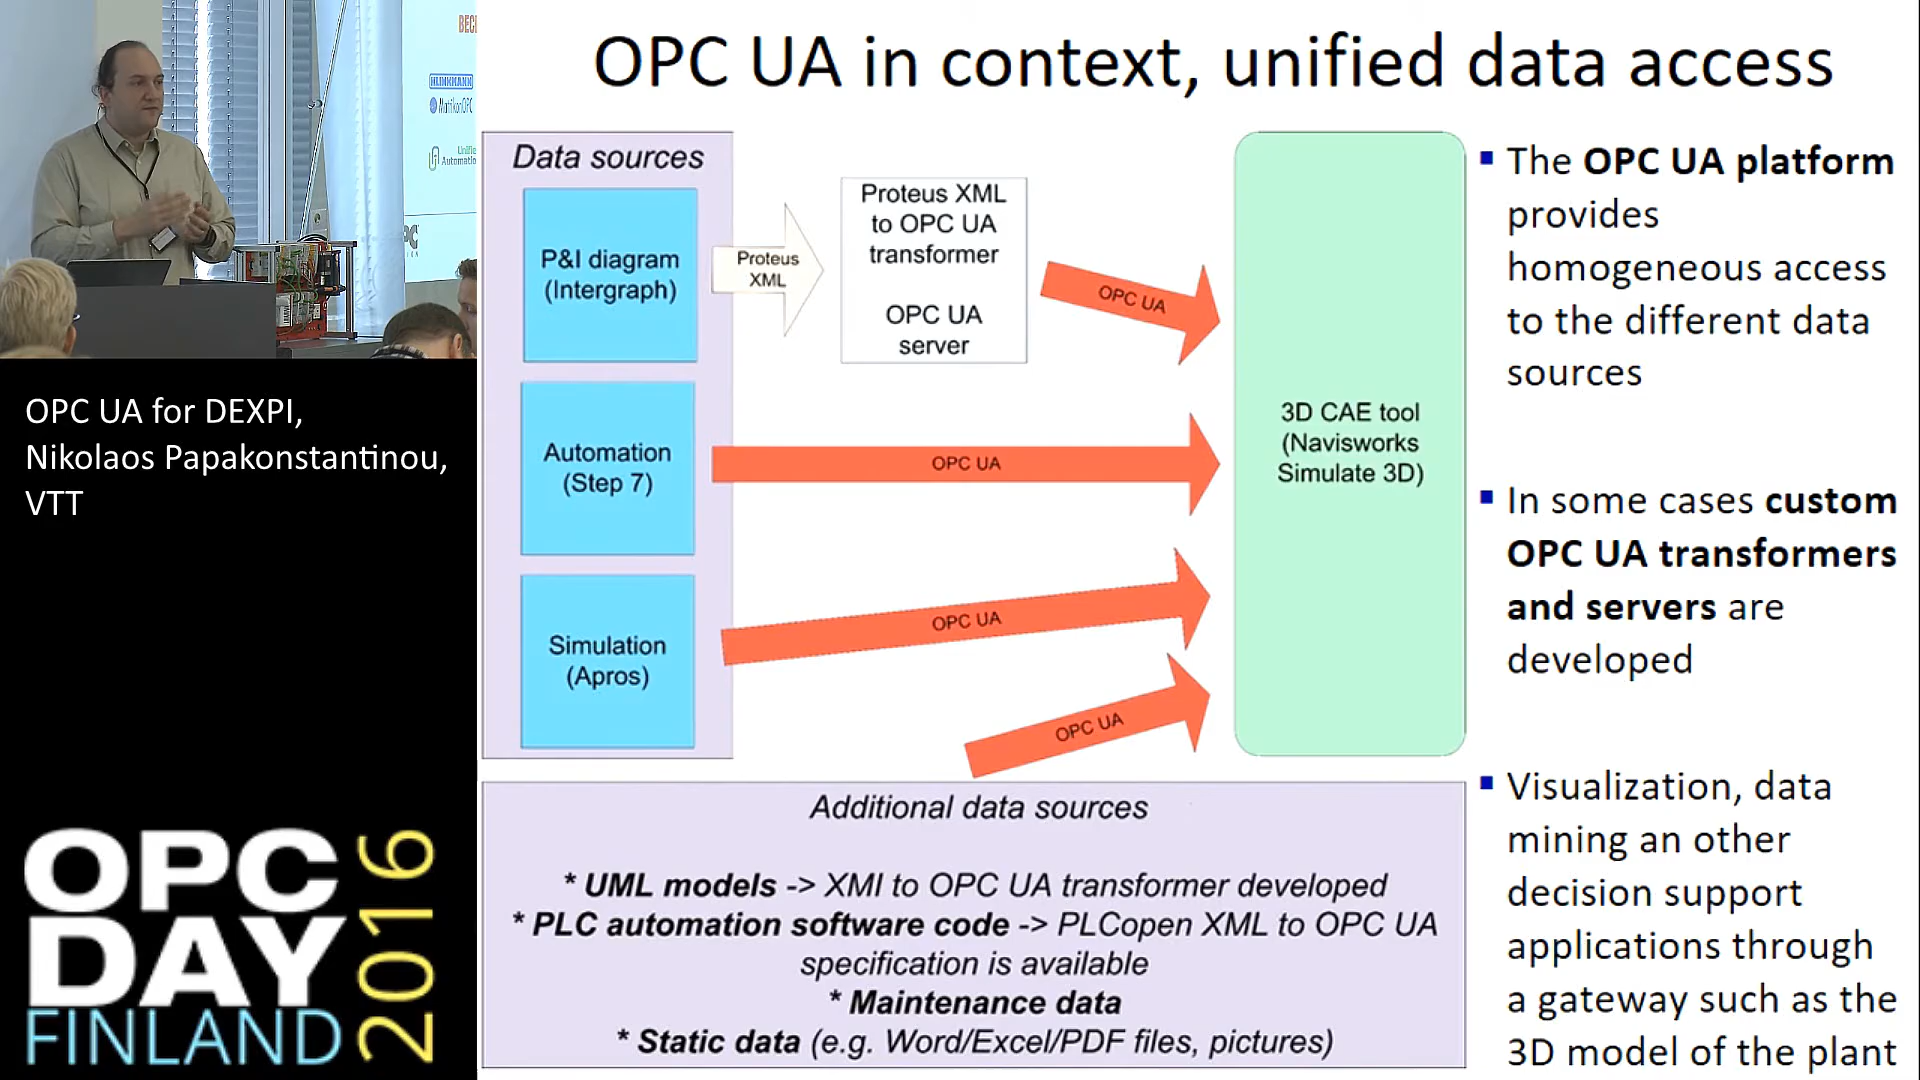 OPC UA in context, unified data access
BEC
HLINKMANN
MatrikonOPC
Unifie
Automatio
OPC UA for DEXPI,
Nikolaos Papakonstantinou,
VTT
OPC
DAY
FINLAND
2016
Data sources
P&I diagram
(Intergraph)
Proteus
XML
Proteus XML
to OPC UA
transformer
OPC UA
server
OPC UA
Automation
(Step 7)
OPC UA
Simulation
(Apros)
OPC UA
OPC UA
3D CAE tool
(Navisworks
Simulate 3D)
Additional data sources
* UML models -> XMI to OPC UA transformer developed
* PLC automation software code -> PLCopen XML to OPC UA
specification is available
* Maintenance data
* Static data (e.g. Word/Excel/PDF files, pictures)
▪ The OPC UA platform
provides
homogeneous access
to the different data
sources
▪ In some cases custom
OPC UA transformers
and servers are
developed
▪ Visualization, data
mining an other
decision support
applications through
a gateway such as the
3D model of the plant